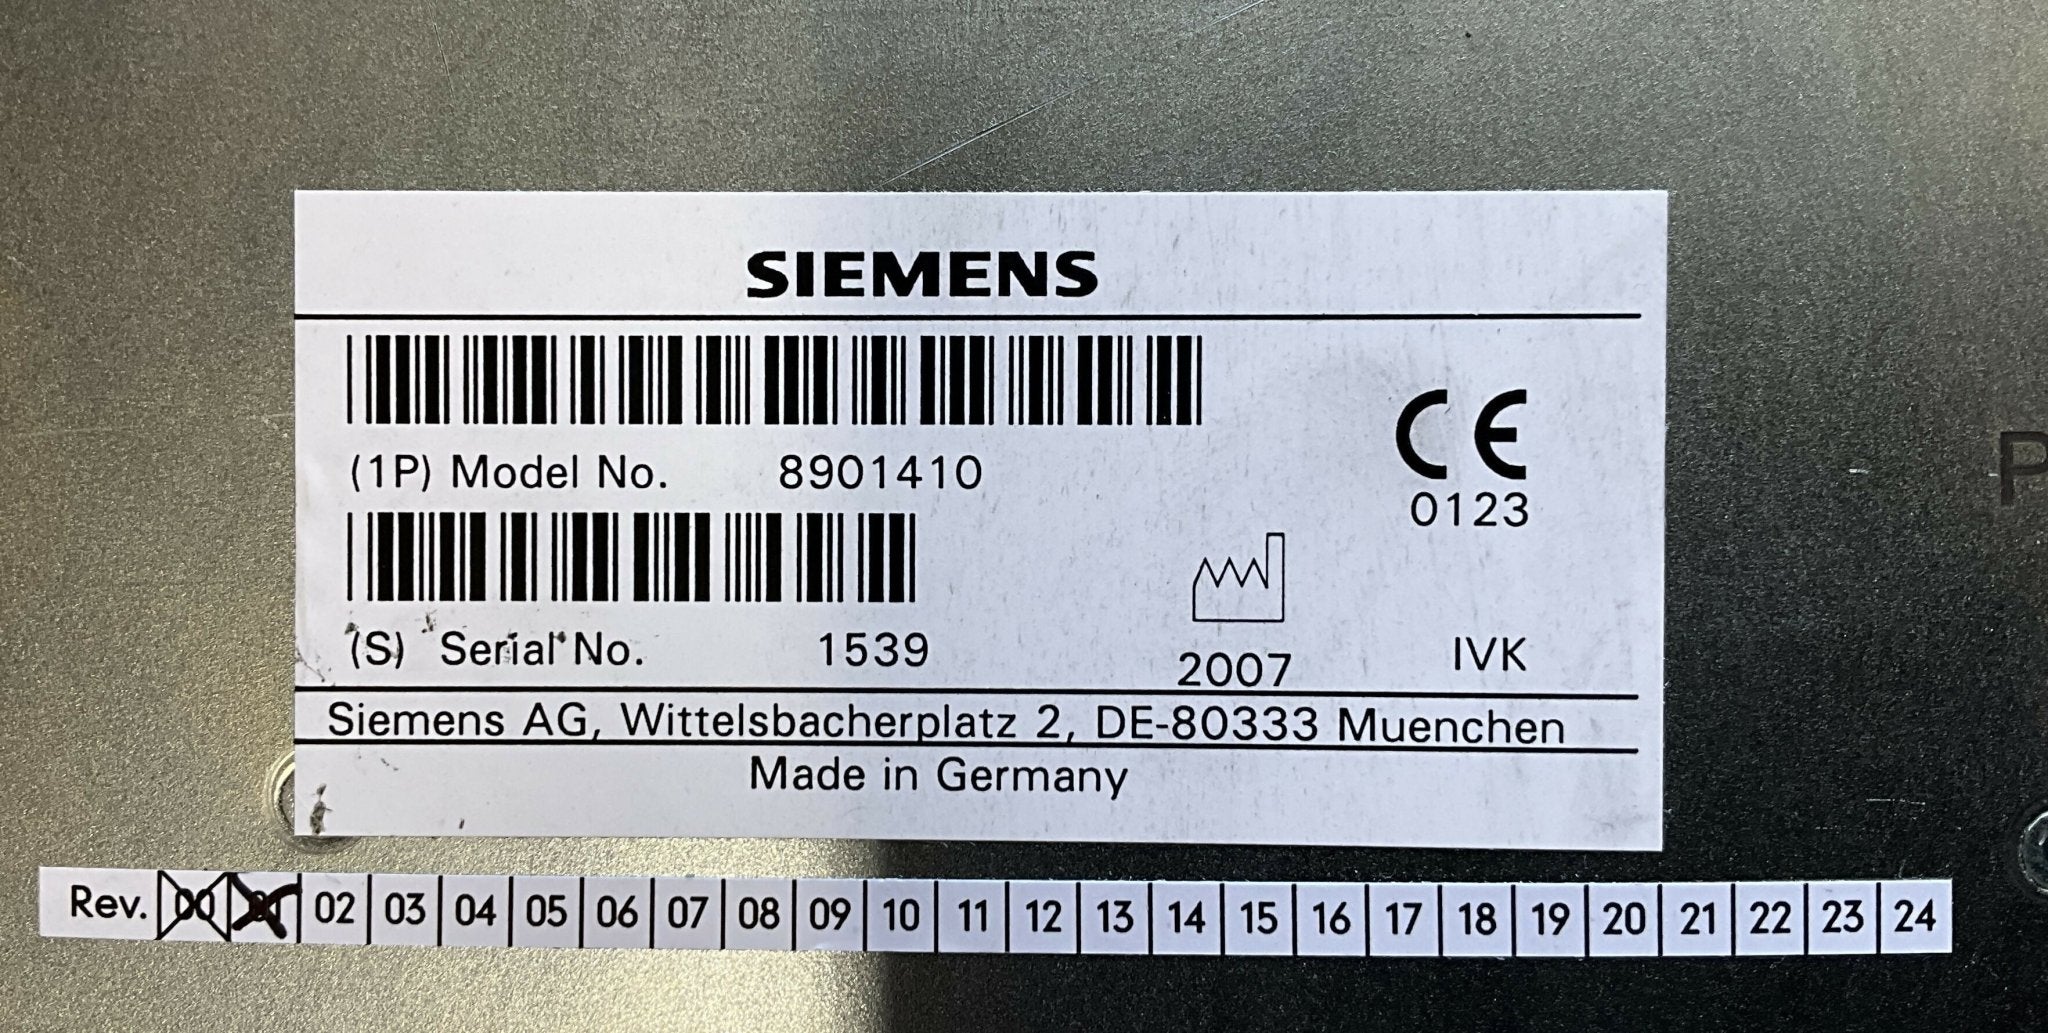 SIEMENS
(1P) Model No. 8901410
CE
0123
(S) Serial No. 1539
2007
IVK
Siemens AG, Wittelsbacherplatz 2, DE-80333 Muenchen
Made in Germany
Rev. 00 01 02 03 04 05 06 07 08 09 10 11 12 13 14 15 16 17 18 19 20 21 22 23 24
P